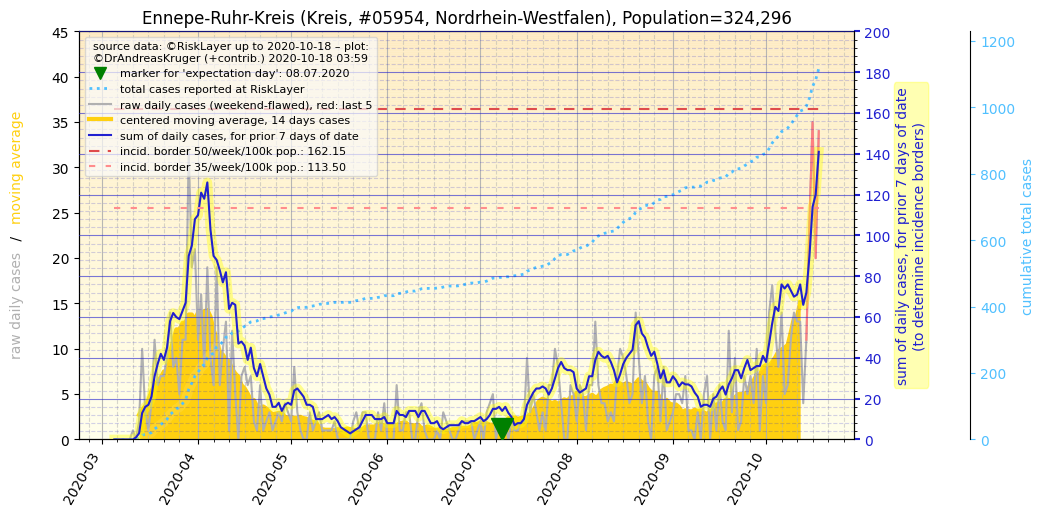 Ennepe-Ruhr-Kreis (Kreis, #05954, Nordrhein-Westfalen), Population=324,296
source data: ©RiskLayer up to 2020-10-18 – plot:
©DrAndreasKruger (+contrib.) 2020-10-18 03:59
marker for 'expectation day': 08.07.2020
total cases reported at RiskLayer
raw daily cases (weekend-flawed), red: last 5
centered moving average, 14 days cases
sum of daily cases, for prior 7 days of date
incid. border 50/week/100k pop.: 162.15
incid. border 35/week/100k pop.: 113.50
raw daily cases / moving average
45
40
35
30
25
20
15
10
5
0
2020-03
2020-04
2020-05
2020-06
2020-07
2020-08
2020-09
2020-10
200
180
160
140
120
100
80
60
40
20
0
sum of daily cases, for prior 7 days of date
(to determine incidence borders)
1200
1000
800
600
400
200
0
cumulative total cases